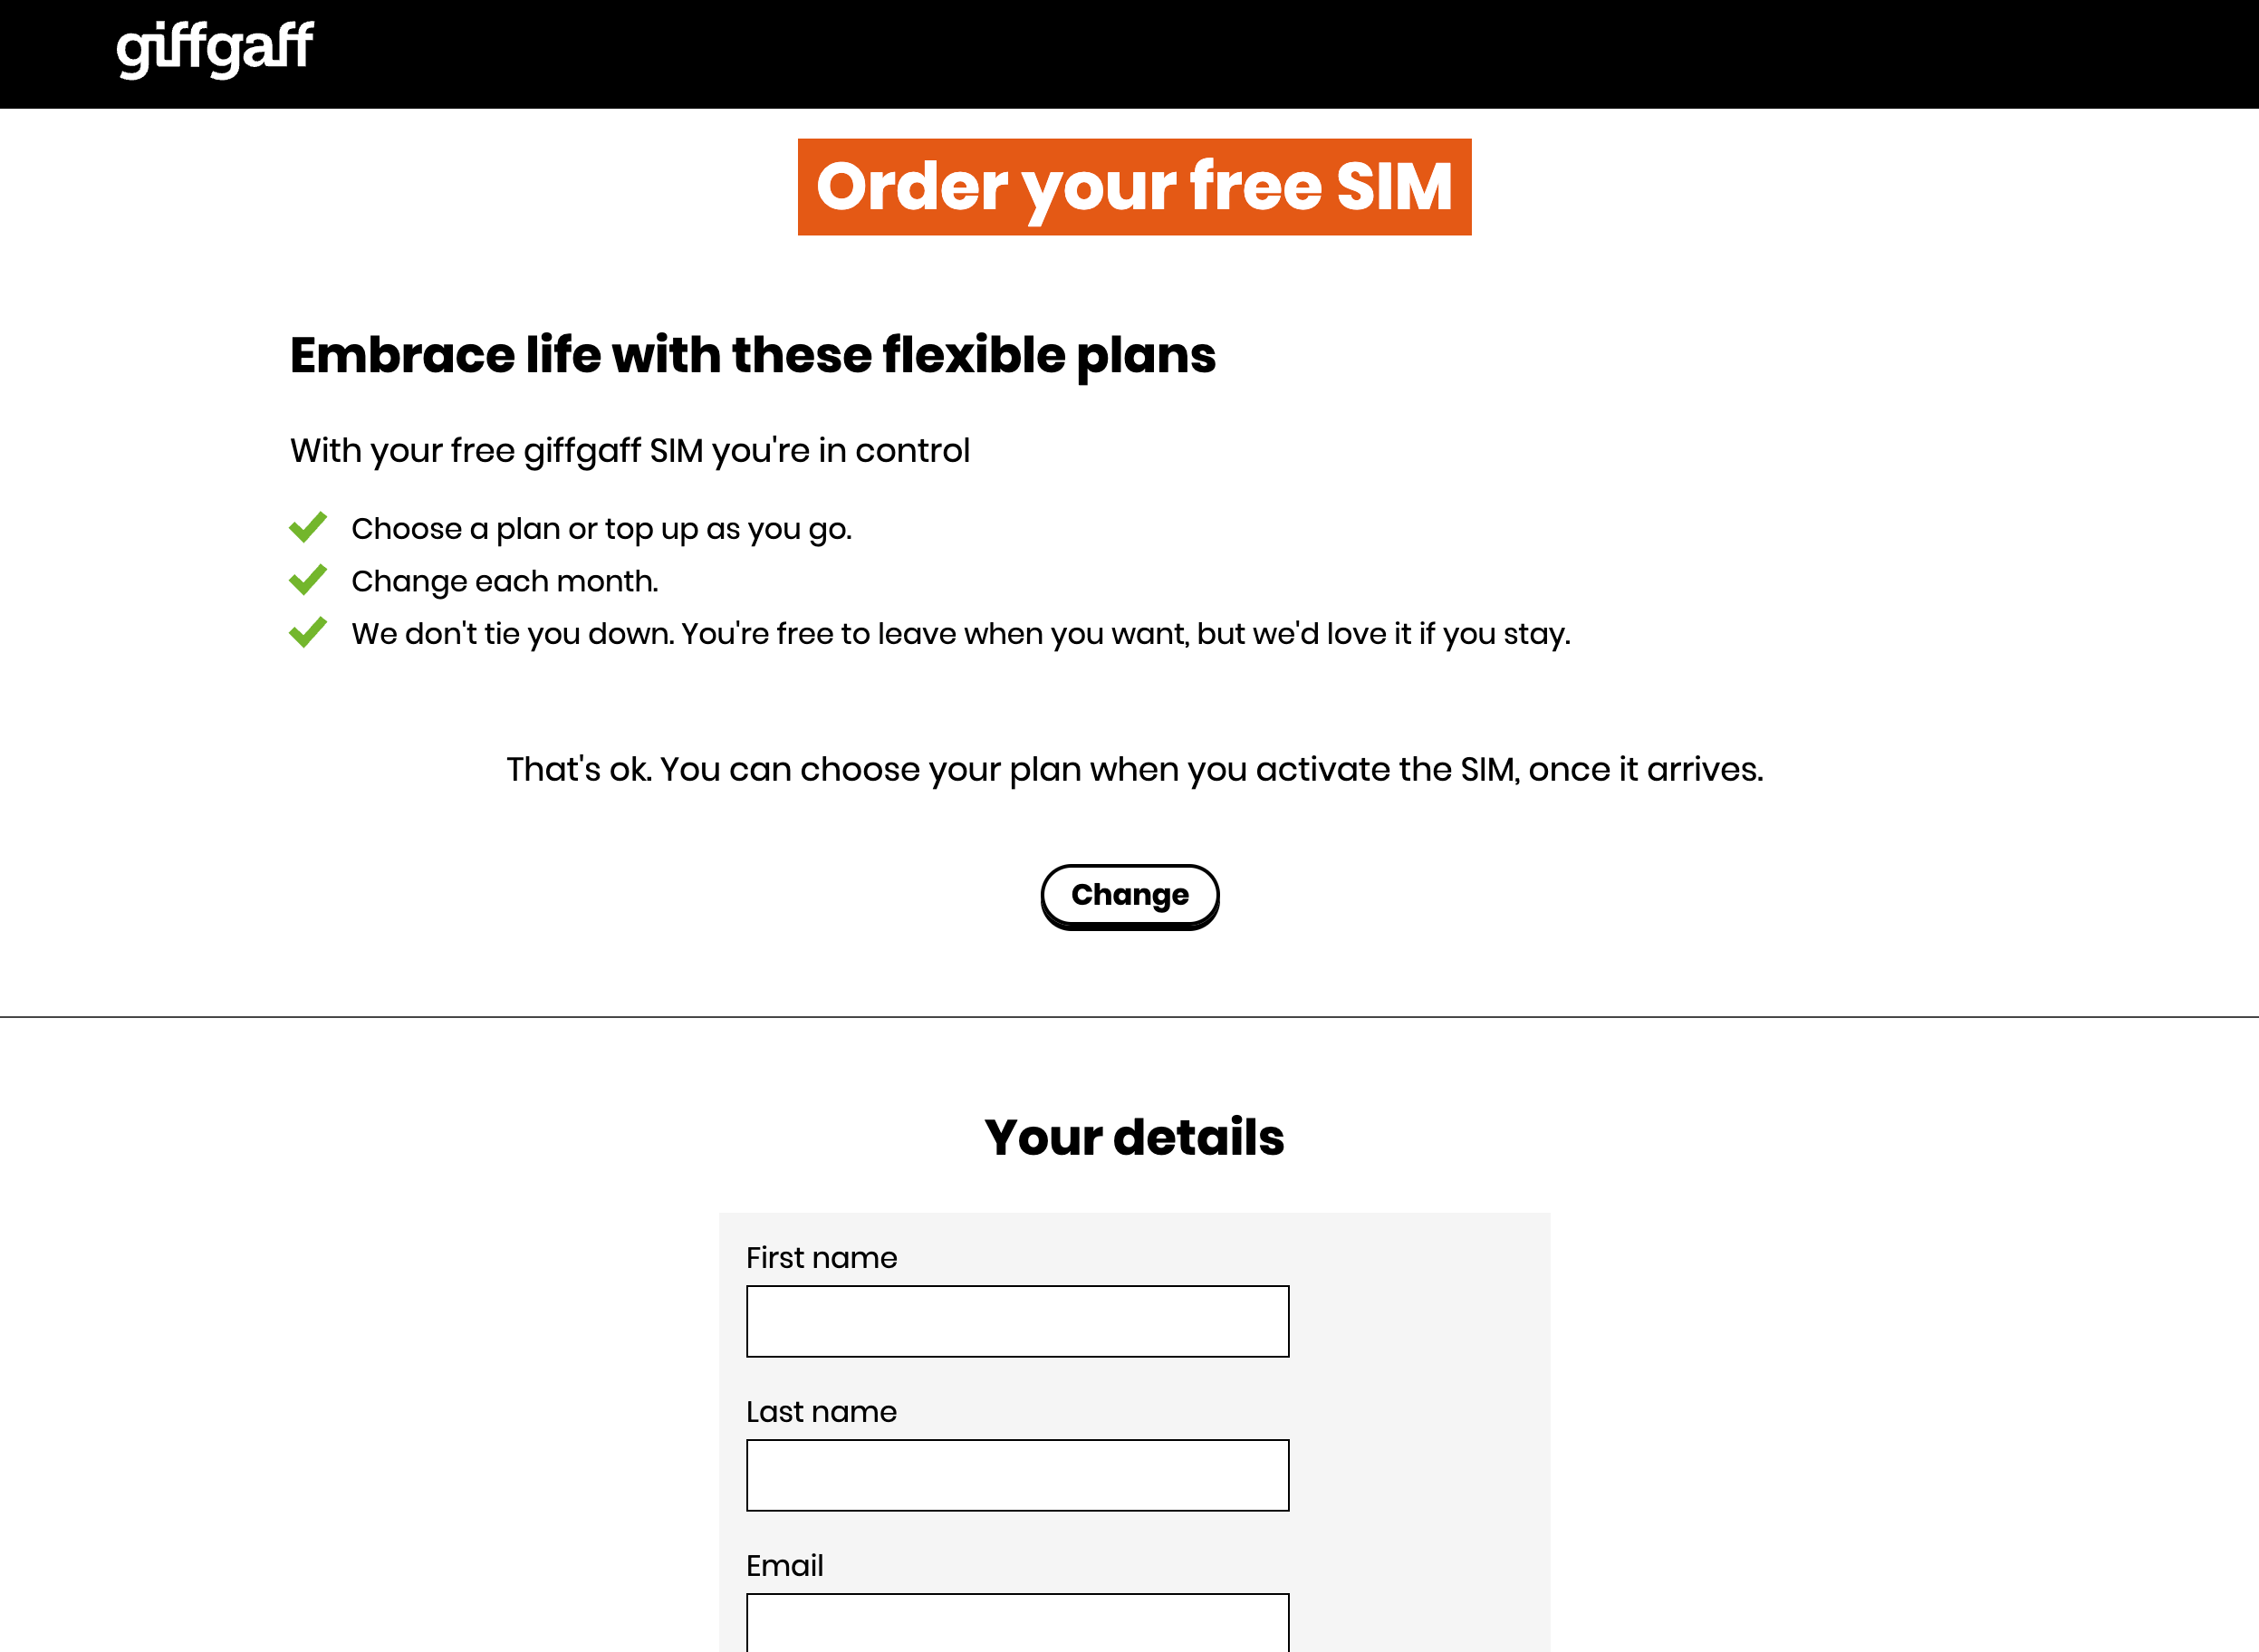 giffgaff
Order your free SIM
Embrace life with these flexible plans
With your free giffgaff SIM you're in control
Choose a plan or top up as you go.
Change each month.
We don't tie you down. You're free to leave when you want, but we'd love it if you stay.
That's ok. You can choose your plan when you activate the SIM, once it arrives.
Change
Your details
First name
Last name
Email